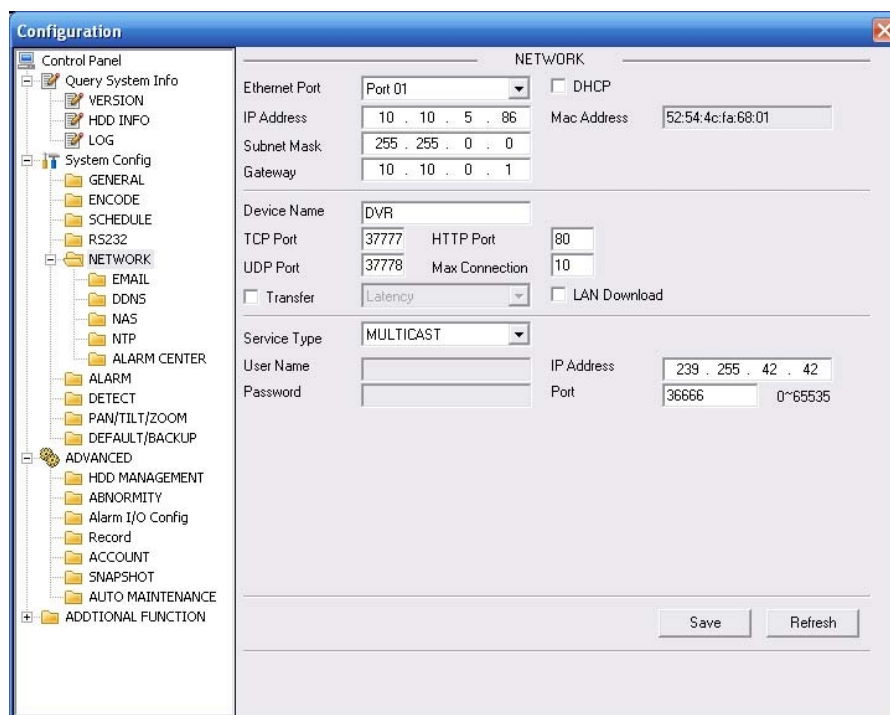 Configuration
Control Panel
Query System Info
VERSION
HDD INFO
LOG
System Config
GENERAL
ENCODE
SCHEDULE
RS232
NETWORK
EMAIL
DDNS
NAS
NTP
ALARM CENTER
ALARM
DETECT
PAN/TILT/ZOOM
DEFAULT/BACKUP
ADVANCED
HDD MANAGEMENT
ABNORMITY
Alarm I/O Config
Record
ACCOUNT
SNAPSHOT
AUTO MAINTENANCE
ADDTIONAL FUNCTION
NETWORK
Ethernet Port Port 01 DHCP
IP Address 10 . 10 . 5 . 86 Mac Address 52:54:4c:fa:68:01
Subnet Mask 255 . 255 . 0 . 0
Gateway 10 . 10 . 0 . 1
Device Name DVR
TCP Port 37777 HTTP Port 80
UDP Port 37778 Max Connection 10
Transfer Latency LAN Download
Service Type MULTICAST
User Name IP Address 239 . 255 . 42 . 42
Password Port 36666 0~65535
Save Refresh